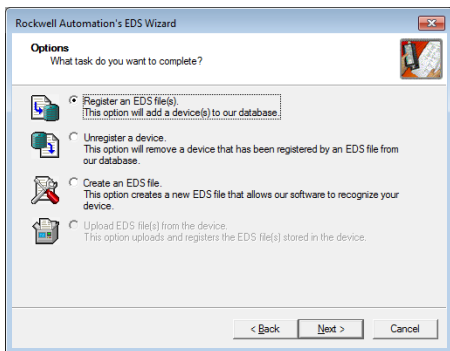 Rockwell Automation's EDS Wizard
Options
What task do you want to complete?
Register an EDS file(s).
This option will add a device(s) to our database.
Unregister a device.
This option will remove a device that has been registered by an EDS file from
our database.
Create an EDS file.
This option creates a new EDS file that allows our software to recognize your
device.
Upload EDS file(s) from the device.
This option uploads and registers the EDS file(s) stored in the device.
< Back Next > Cancel